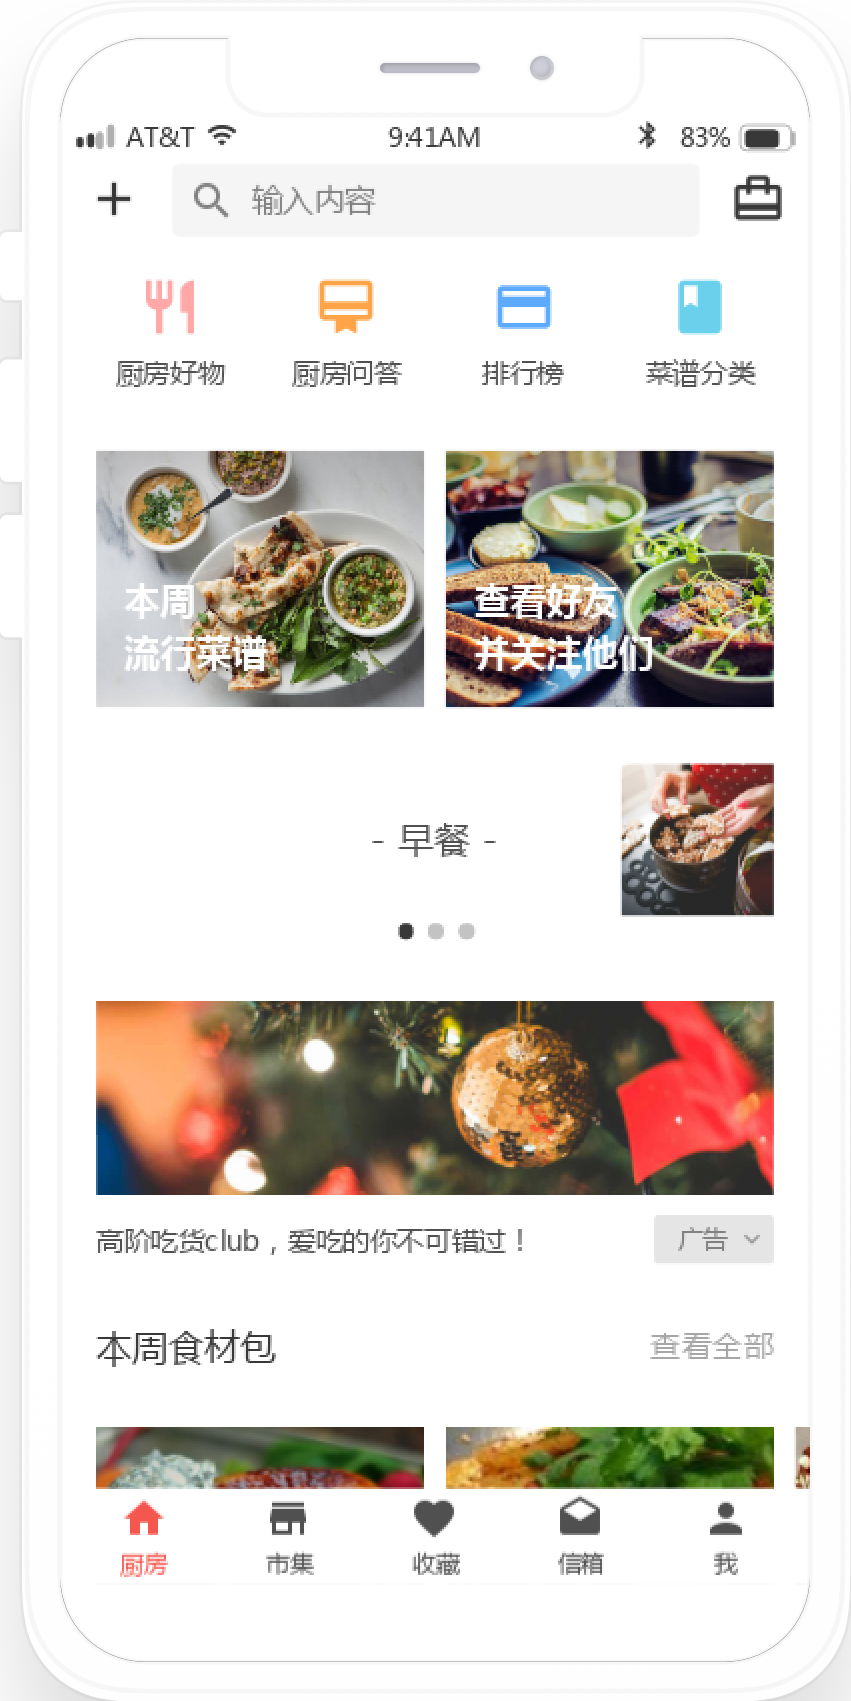 AT&T 9:41AM 83%
输入内容
厨房好物 厨房问答 排行榜 菜谱分类
本周
流行菜谱
查看好友
并关注他们
- 早餐 -
高阶吃货club，爱吃的你不可错过！ 广告
本周食材包 查看全部
厨房 市集 收藏 信箱 我